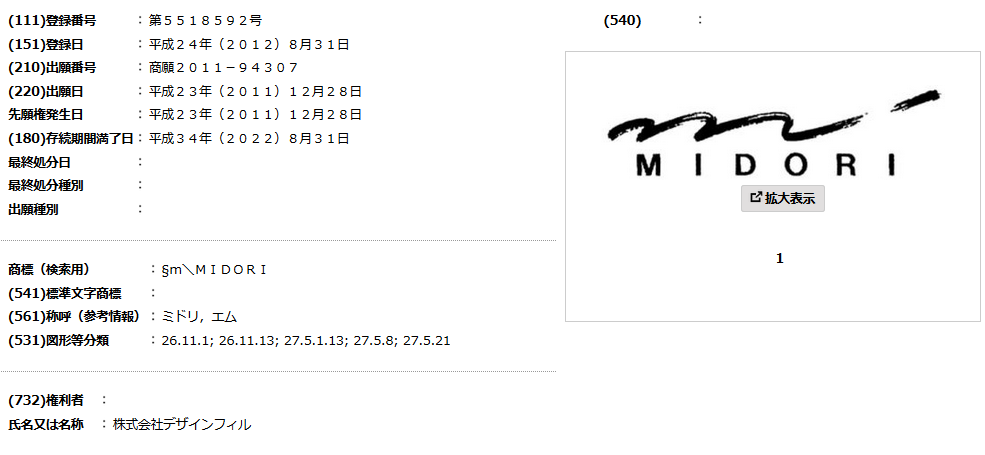 (111)登録番号 : 第５５１８５９２号
(151)登録日 : 平成２４年（２０１２）８月３１日
(210)出願番号 : 商願２０１１－９４３０７
(220)出願日 : 平成２３年（２０１１）１２月２８日
先願権発生日 : 平成２３年（２０１１）１２月２８日
(180)存続期間満了日 : 平成３４年（２０２２）８月３１日
最終処分日 :
最終処分種別 :
出願種別 :
商標（検索用） : §ｍ＼ＭＩＤＯＲＩ
(541)標準文字商標 :
(561)称呼（参考情報） : ミドリ，エム
(531)図形等分類 : 26.11.1; 26.11.13; 27.5.1.13; 27.5.8; 27.5.21
(732)権利者 :
氏名又は名称 : 株式会社デザインフィル
(540) :
MIDORI
拡大表示
1